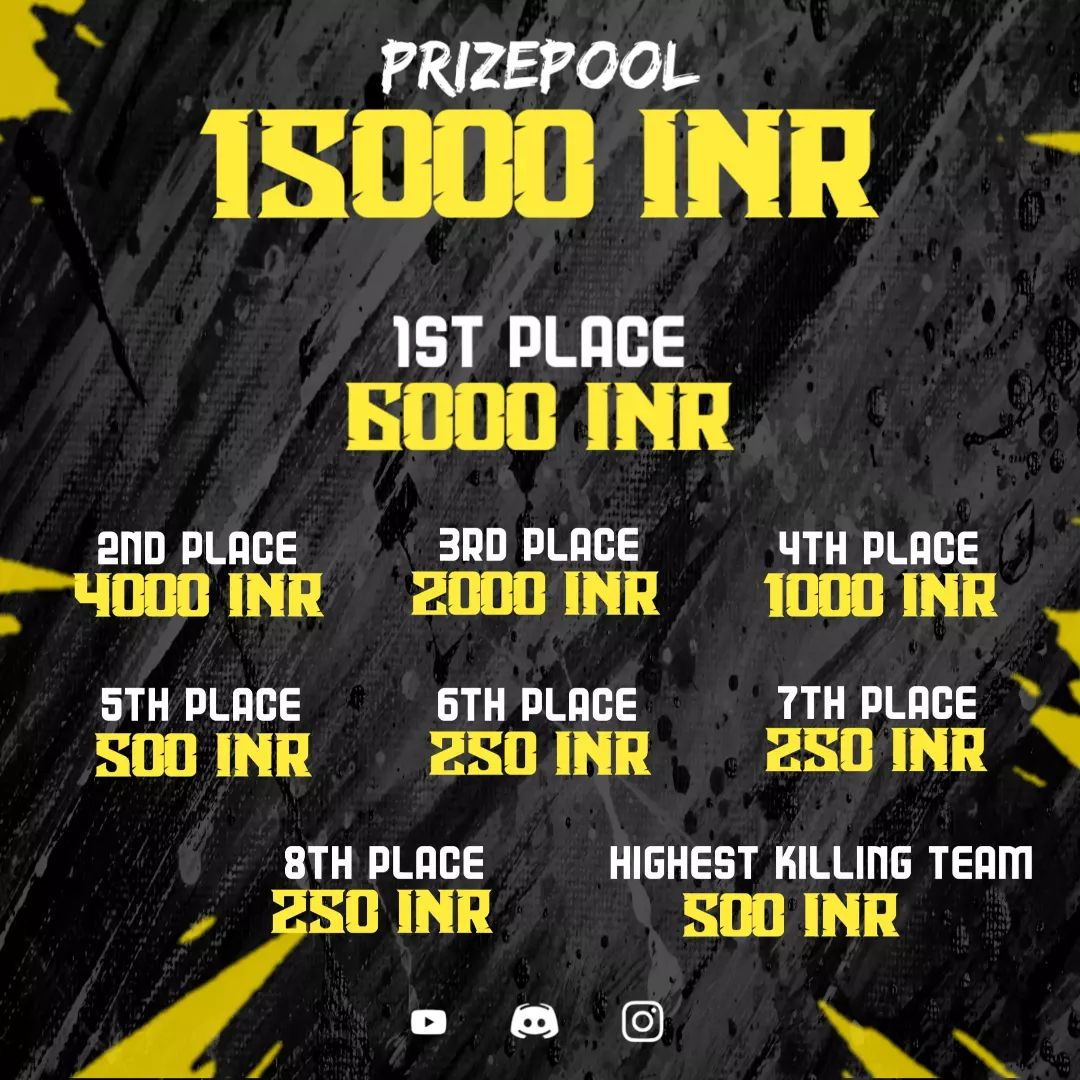 PRIZEPOOL
15000 INR
1ST PLACE
6000 INR
2ND PLACE
4000 INR
3RD PLACE
2000 INR
4TH PLACE
1000 INR
5TH PLACE
500 INR
6TH PLACE
250 INR
7TH PLACE
250 INR
8TH PLACE
250 INR
HIGHEST KILLING TEAM
500 INR